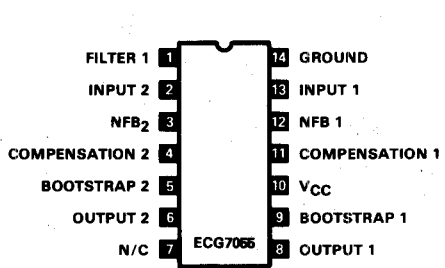 FILTER 1 1 14 GROUND
INPUT 2 2 13 INPUT 1
NFB2 3 12 NFB 1
COMPENSATION 2 4 11 COMPENSATION 1
BOOTSTRAP 2 5 10 VCC
OUTPUT 2 6 9 BOOTSTRAP 1
N/C 7 ECG7055 8 OUTPUT 1